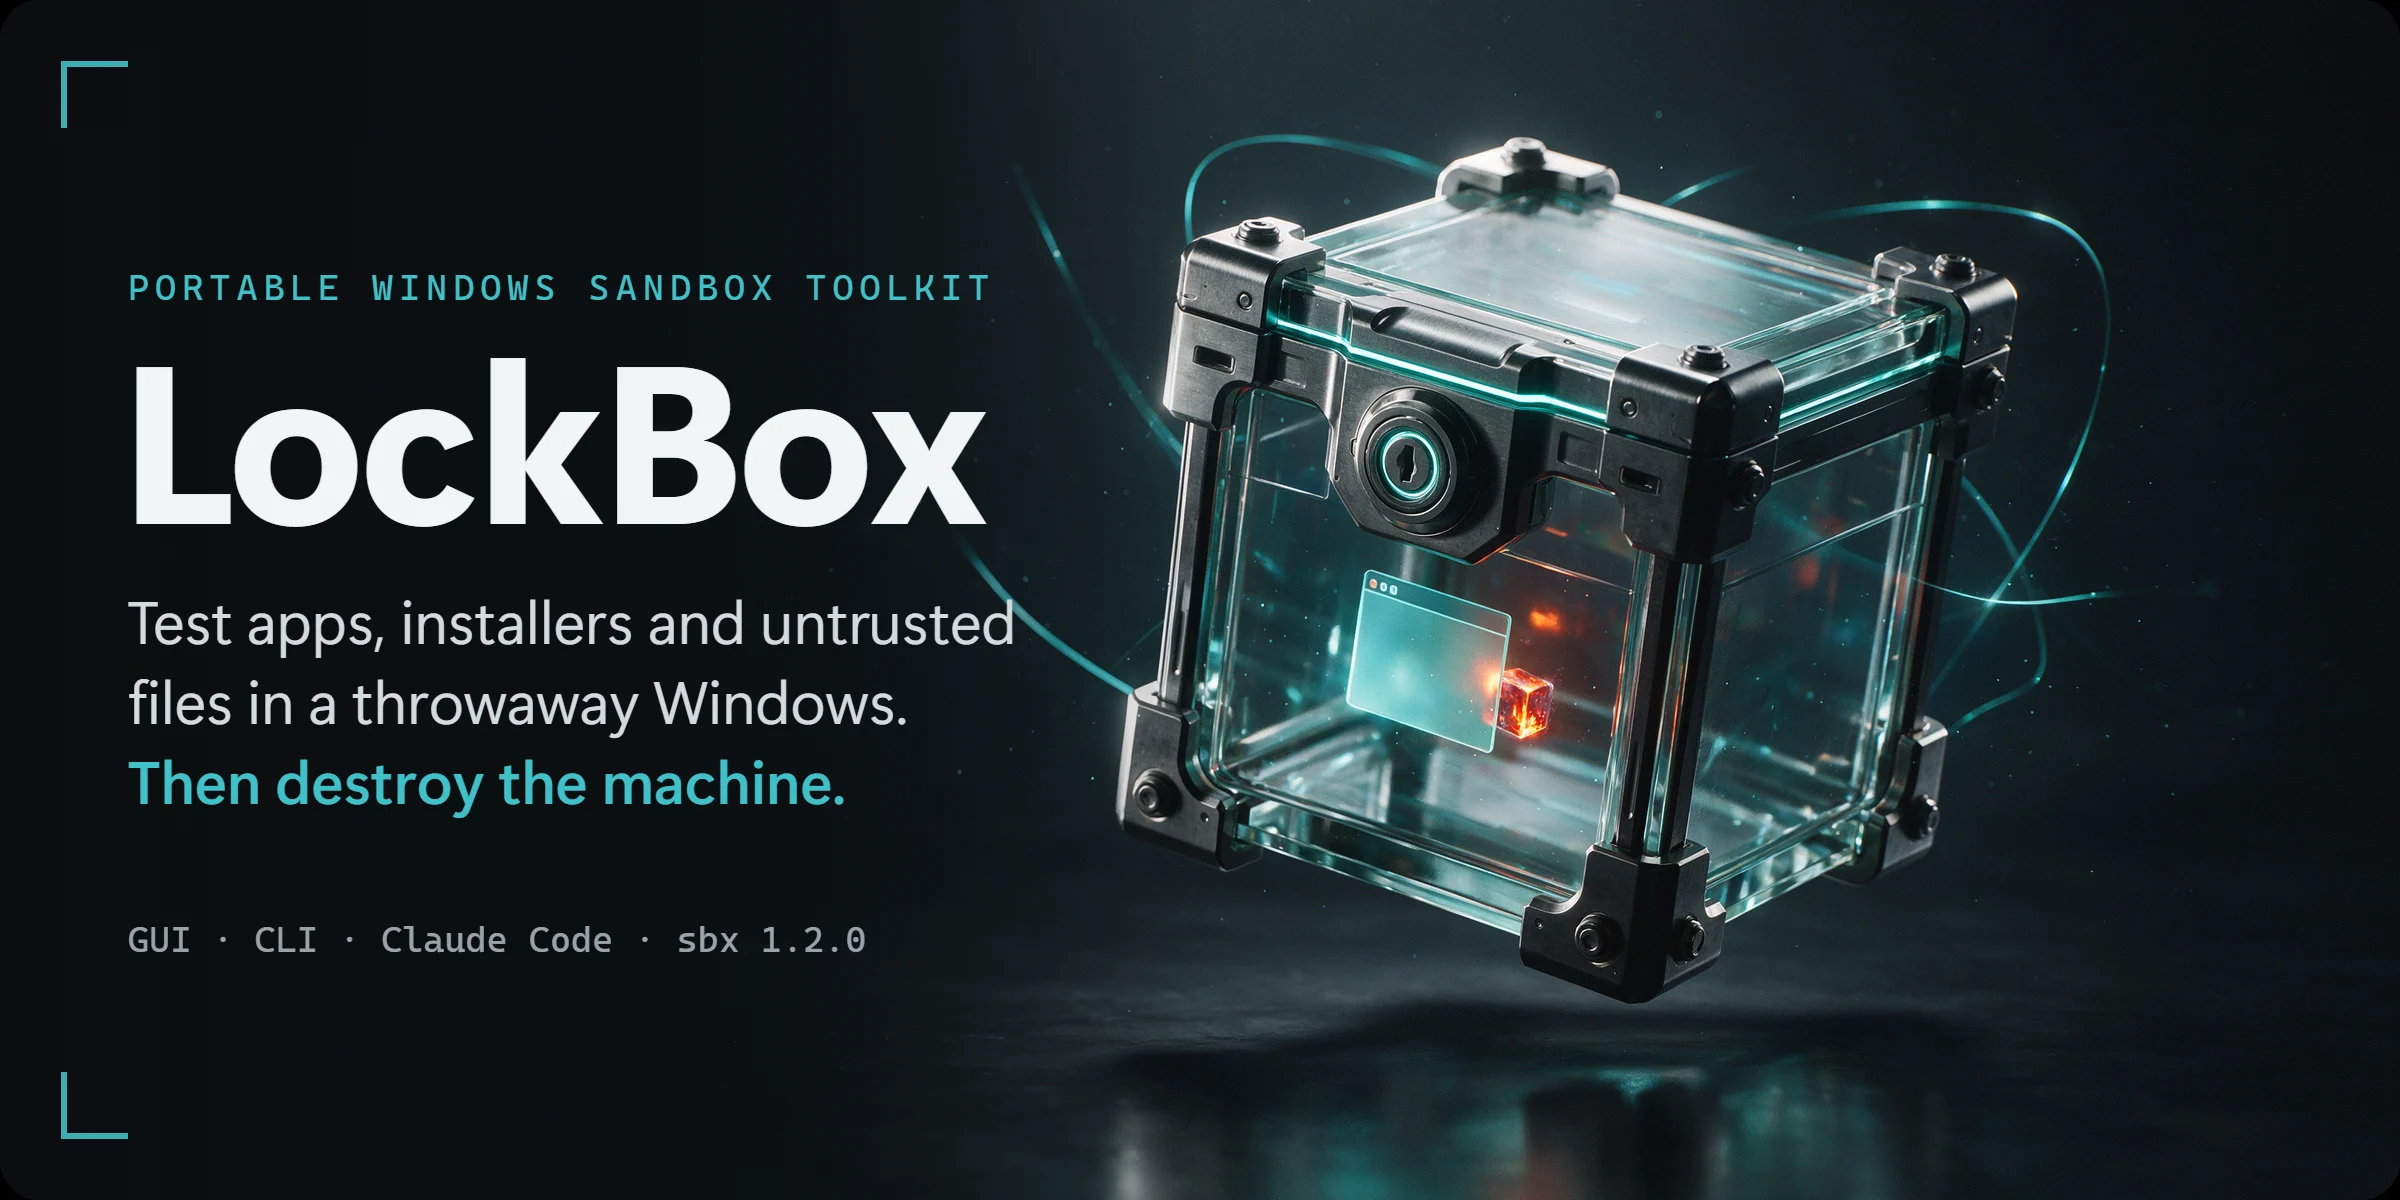 PORTABLE WINDOWS SANDBOX TOOLKIT
LockBox
Test apps, installers and untrusted
files in a throwaway Windows.
Then destroy the machine.
GUI · CLI · Claude Code · sbx 1.2.0